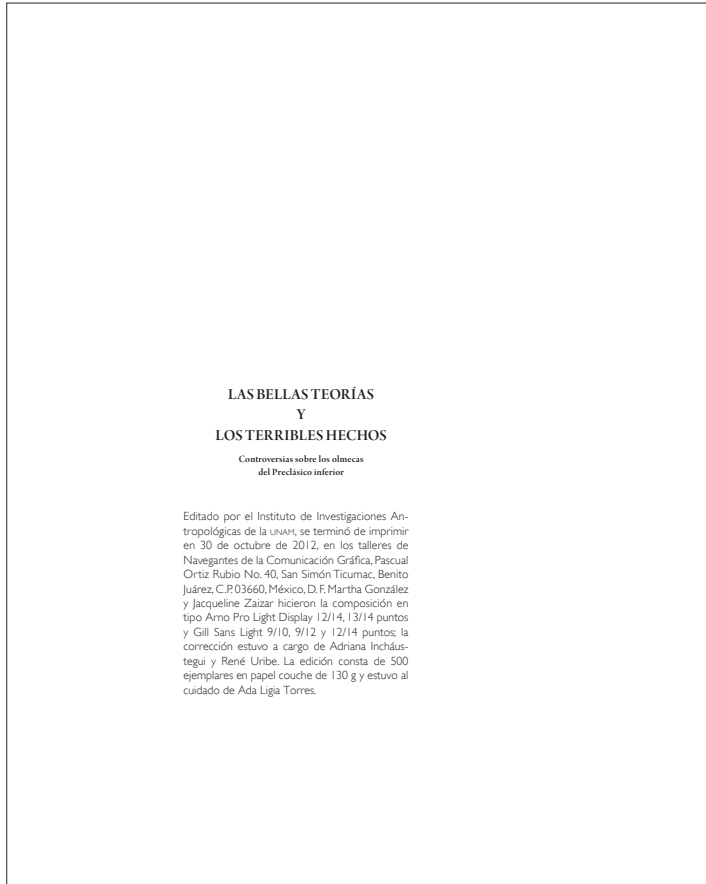 LAS BELLAS TEORÍAS
Y
LOS TERRIBLES HECHOS
Controversias sobre los olmecas
del Preclásico inferior
Editado por el Instituto de Investigaciones An-
tropológicas de la UNAM, se terminó de imprimir
en 30 de octubre de 2012, en los talleres de
Navegantes de la Comunicación Gráfica, Pascual
Ortiz Rubio No. 40, San Simón Ticumac, Benito
Juárez, C.P. 03660, México, D. F. Martha González
y Jacqueline Zaizar hicieron la composición en
tipo Arno Pro Light Display 12/14, 13/14 puntos
y Gill Sans Light 9/10, 9/12 y 12/14 puntos; la
corrección estuvo a cargo de Adriana Incháus-
tegui y René Uribe. La edición consta de 500
ejemplares en papel couche de 130 g y estuvo al
cuidado de Ada Ligia Torres.